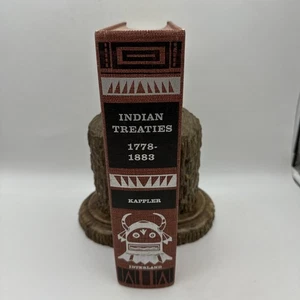 INDIAN
TREATIES
1778-
1883
KAPPLER
INTERLAND